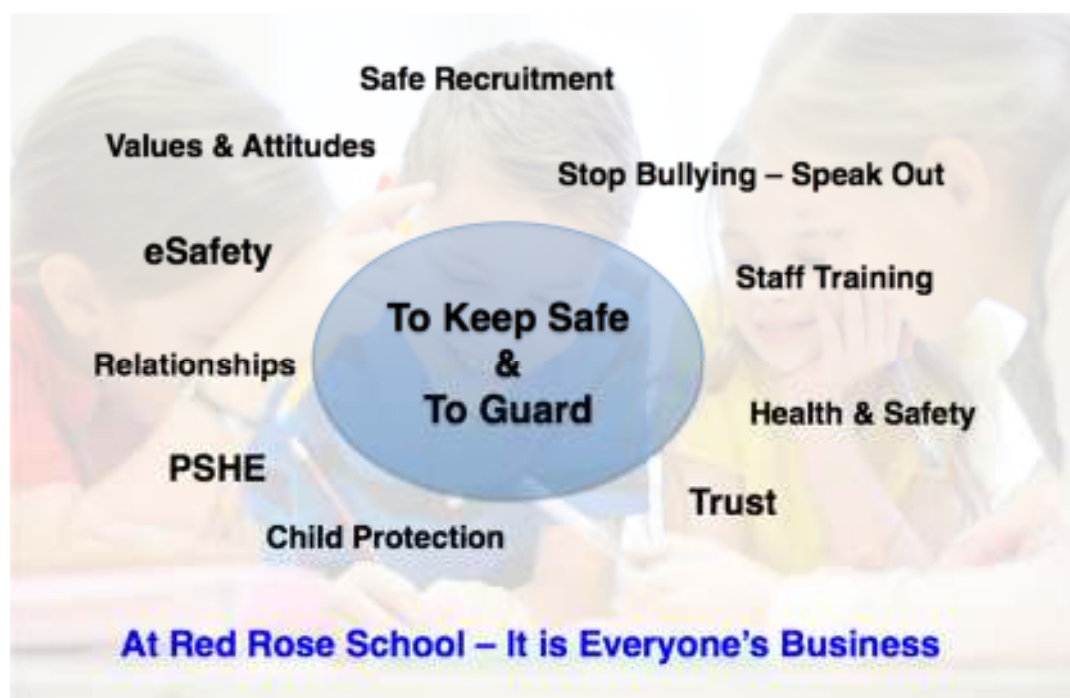 Safe Recruitment
Values & Attitudes
Stop Bullying – Speak Out
eSafety
Staff Training
To Keep Safe
&
To Guard
Relationships
Health & Safety
PSHE
Trust
Child Protection
At Red Rose School – It is Everyone's Business